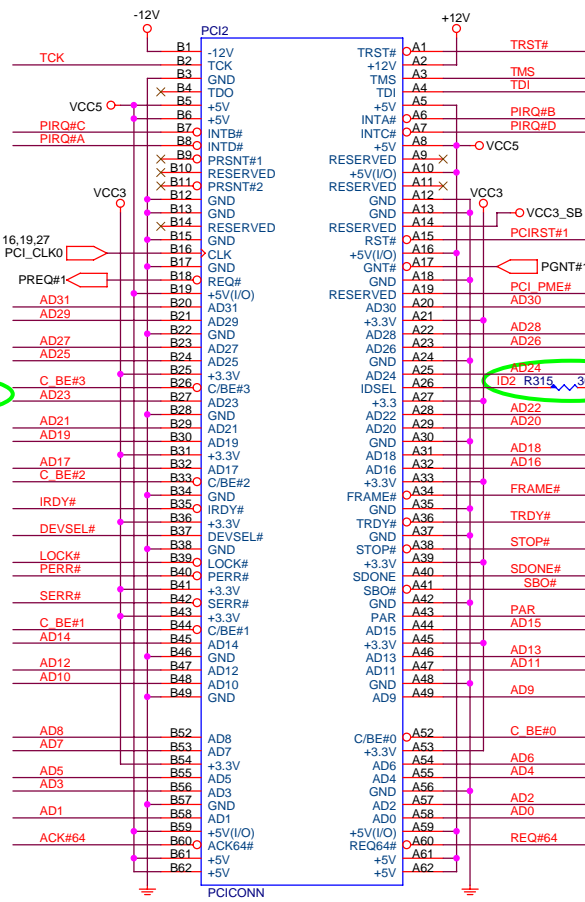 -12V +12V
PCI2
B1 -12V TRST# A1 TRST#
TCK B2 TCK +12V A2
B3 GND TMS A3 TMS
B4 TDO TDI A4 TDI
VCC5 B5 +5V +5V A5
B6 +5V INTA# A6 PIRQ#B
PIRQ#C B7 INTB# INTC# A7 PIRQ#D
PIRQ#A B8 INTD# +5V A8 VCC5
B9 PRSNT#1 RESERVED A9
B10 RESERVED +5V(I/O) A10
B11 PRSNT#2 RESERVED A11
VCC3 VCC3
B12 GND GND A12
B13 GND GND A13
B14 RESERVED RESERVED A14 VCC3_SB
B15 GND RST# A15 PCIRST#1
16,19,27
PCI_CLK0 B16 CLK +5V(I/O) A16
B17 GND GNT# A17 PGNT#1
PREQ#1 B18 REQ# GND A18
B19 +5V(I/O) RESERVED A19 PCI_PME#
AD31 B20 AD31 AD30 A20 AD30
AD29 B21 AD29 +3.3V A21
B22 GND AD28 A22 AD28
AD27 B23 AD27 AD26 A23 AD26
AD25 B24 AD25 GND A24
B25 +3.3V AD24 A25 AD24
C_BE#3 B26 C/BE#3 IDSEL A26 ID2 R315
AD23 B27 AD23 +3.3 A27
B28 GND AD22 A28 AD22
AD21 B29 AD21 AD20 A29 AD20
AD19 B30 AD19 GND A30
B31 +3.3V AD18 A31 AD18
AD17 B32 AD17 AD16 A32 AD16
C_BE#2 B33 C/BE#2 +3.3V A33
B34 GND FRAME# A34 FRAME#
IRDY# B35 IRDY# GND A35
B36 +3.3V TRDY# A36 TRDY#
DEVSEL# B37 DEVSEL# GND A37
B38 GND STOP# A38 STOP#
LOCK# B39 LOCK# +3.3V A39
PERR# B40 PERR# SDONE A40 SDONE#
B41 +3.3V SBO# A41 SBO#
SERR# B42 SERR# GND A42
B43 +3.3V PAR A43 PAR
C_BE#1 B44 C/BE#1 AD15 A44 AD15
AD14 B45 AD14 +3.3V A45
B46 GND AD13 A46 AD13
AD12 B47 AD12 AD11 A47 AD11
AD10 B48 AD10 GND A48
B49 GND AD9 A49 AD9
AD8 B52 AD8 C/BE#0 A52 C_BE#0
AD7 B53 AD7 +3.3V A53
B54 +3.3V AD6 A54 AD6
AD5 B55 AD5 AD4 A55 AD4
AD3 B56 AD3 GND A56
B57 GND AD2 A57 AD2
AD1 B58 AD1 AD0 A58 AD0
B59 +5V(I/O) +5V(I/O) A59
ACK#64 B60 ACK64# REQ64# A60 REQ#64
B61 +5V +5V A61
B62 +5V +5V A62
PCICONN